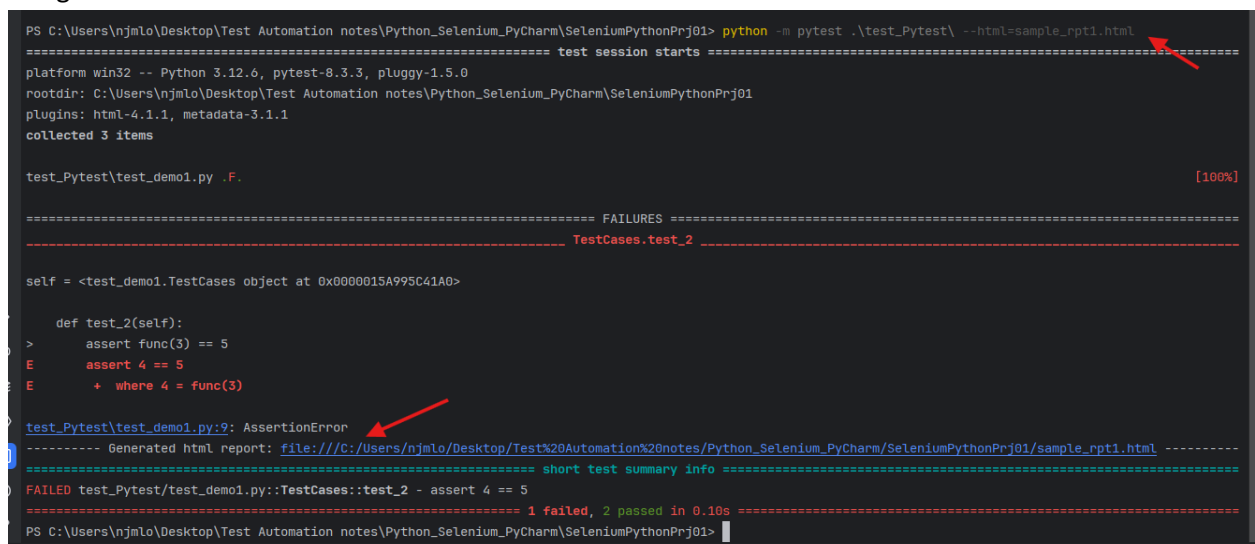 PS C:\Users\njmlo\Desktop\Test Automation notes\Python_Selenium_PyCharm\SeleniumPythonPrj01> python -m pytest .\test_Pytest\ --html=sample_rpt1.html
======================================================================= test session starts =======================================================================
platform win32 -- Python 3.12.6, pytest-8.3.3, pluggy-1.5.0
rootdir: C:\Users\njmlo\Desktop\Test Automation notes\Python_Selenium_PyCharm\SeleniumPythonPrj01
plugins: html-4.1.1, metadata-3.1.1
collected 3 items
test_Pytest\test_demo1.py .F. [100%]
============================================================================= FAILURES =============================================================================
_________________________________________________________________________ TestCases.test_2 _________________________________________________________________________
self = <test_demo1.TestCases object at 0x0000015A995C41A0>
def test_2(self):
> assert func(3) == 5
E assert 4 == 5
E + where 4 = func(3)
test_Pytest\test_demo1.py:9: AssertionError
---------- Generated html report: file:///C:/Users/njmlo/Desktop/Test%20Automation%20notes/Python_Selenium_PyCharm/SeleniumPythonPrj01/sample_rpt1.html ----------
===================================================================== short test summary info ======================================================================
FAILED test_Pytest/test_demo1.py::TestCases::test_2 - assert 4 == 5
=================================================================== 1 failed, 2 passed in 0.10s ====================================================================
PS C:\Users\njmlo\Desktop\Test Automation notes\Python_Selenium_PyCharm\SeleniumPythonPrj01>